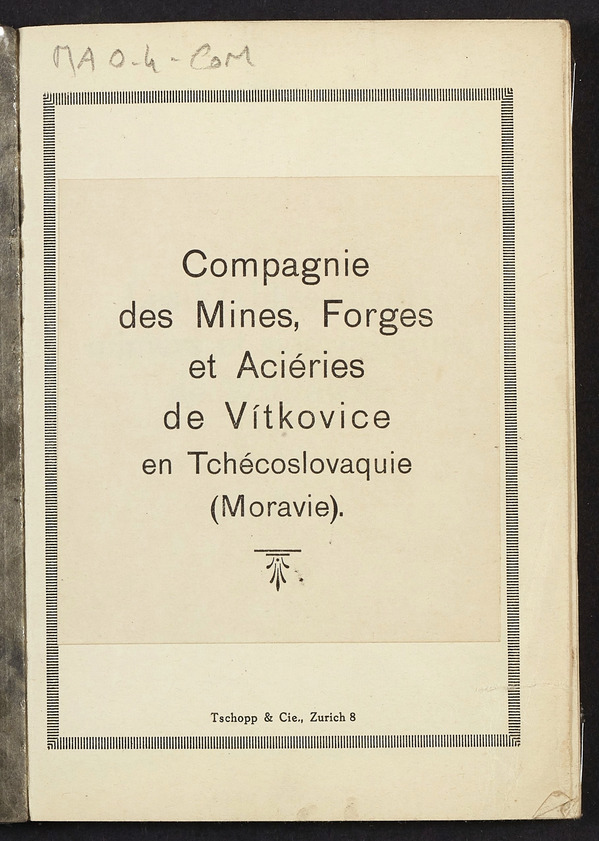 MA 0.4 - COM
Compagnie
des Mines, Forges
et Aciéries
de Vítkovice
en Tchécoslovaquie
(Moravie).
Tschopp & Cie., Zurich 8